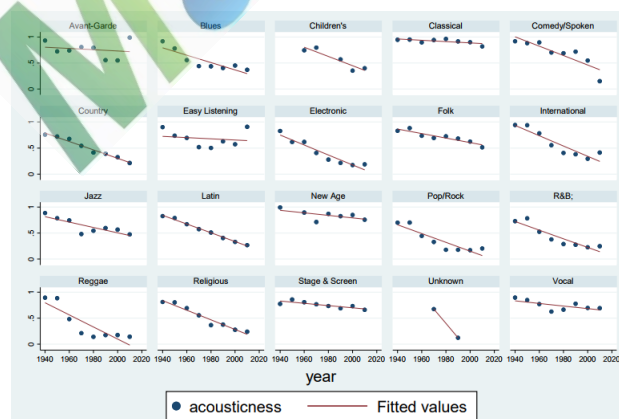 Avant-Garde Blues Children's Classical Comedy/Spoken
0 .5 1
Country Easy Listening Electronic Folk International
0 .5 1
Jazz Latin New Age Pop/Rock R&B;
0 .5 1
Reggae Religious Stage & Screen Unknown Vocal
0 .5 1
1940 1960 1980 2000 2020 1940 1960 1980 2000 2020 1940 1960 1980 2000 2020 1940 1960 1980 2000 2020 1940 1960 1980 2000 2020
year
acousticness Fitted values